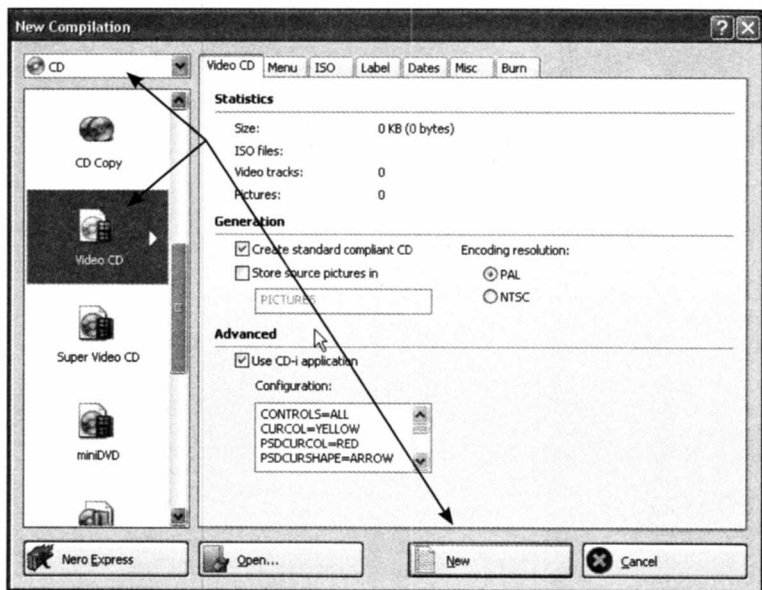 New Compilation
CD
CD Copy
Video CD
Super Video CD
miniDVD
Video CD Menu ISO Label Dates Misc Burn
Statistics
Size: 0 KB (0 bytes)
ISO files:
Video tracks: 0
Pictures: 0
Generation
Create standard compliant CD Encoding resolution:
Store source pictures in PAL
PICTURES NTSC
Advanced
Use CD-i application
Configuration:
CONTROLS=ALL
CURCOL=YELLOW
PSDCURCOL=RED
PSDCURSHAPE=ARROW
Nero Express Open... New Cancel